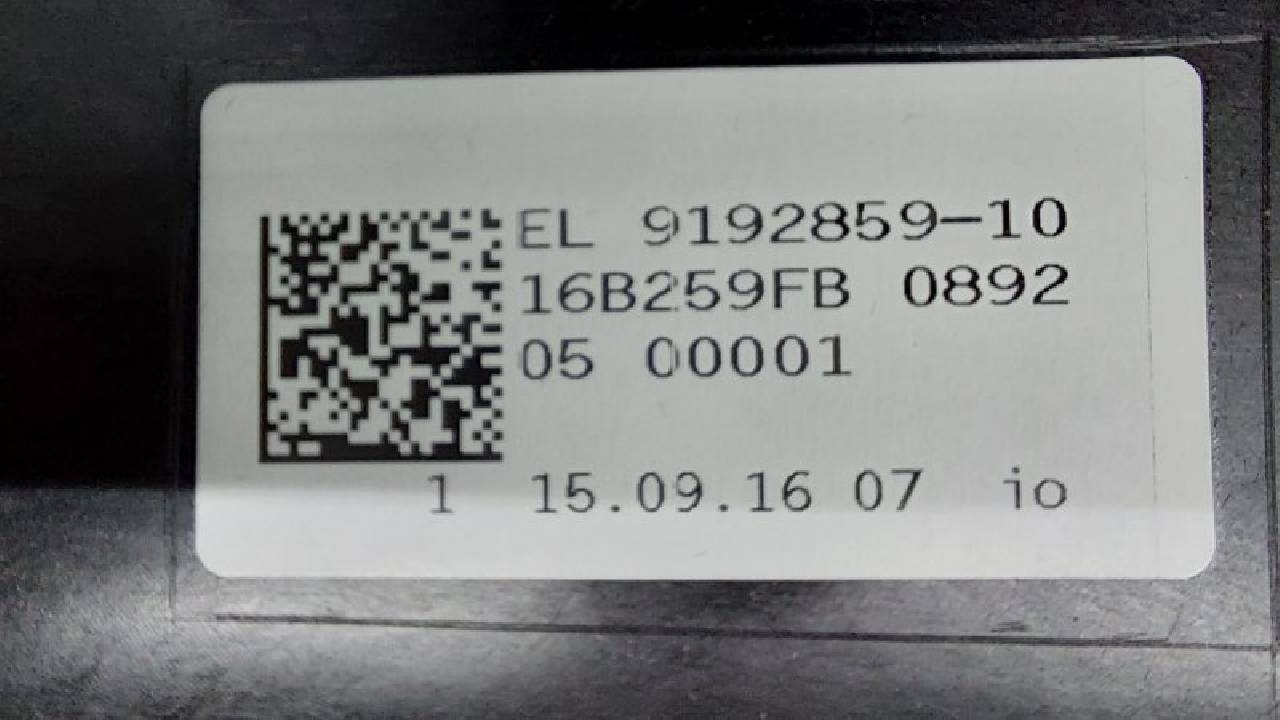 EL 9192859-10
16B259FB 0892
05 00001
1 15.09.16 07 io